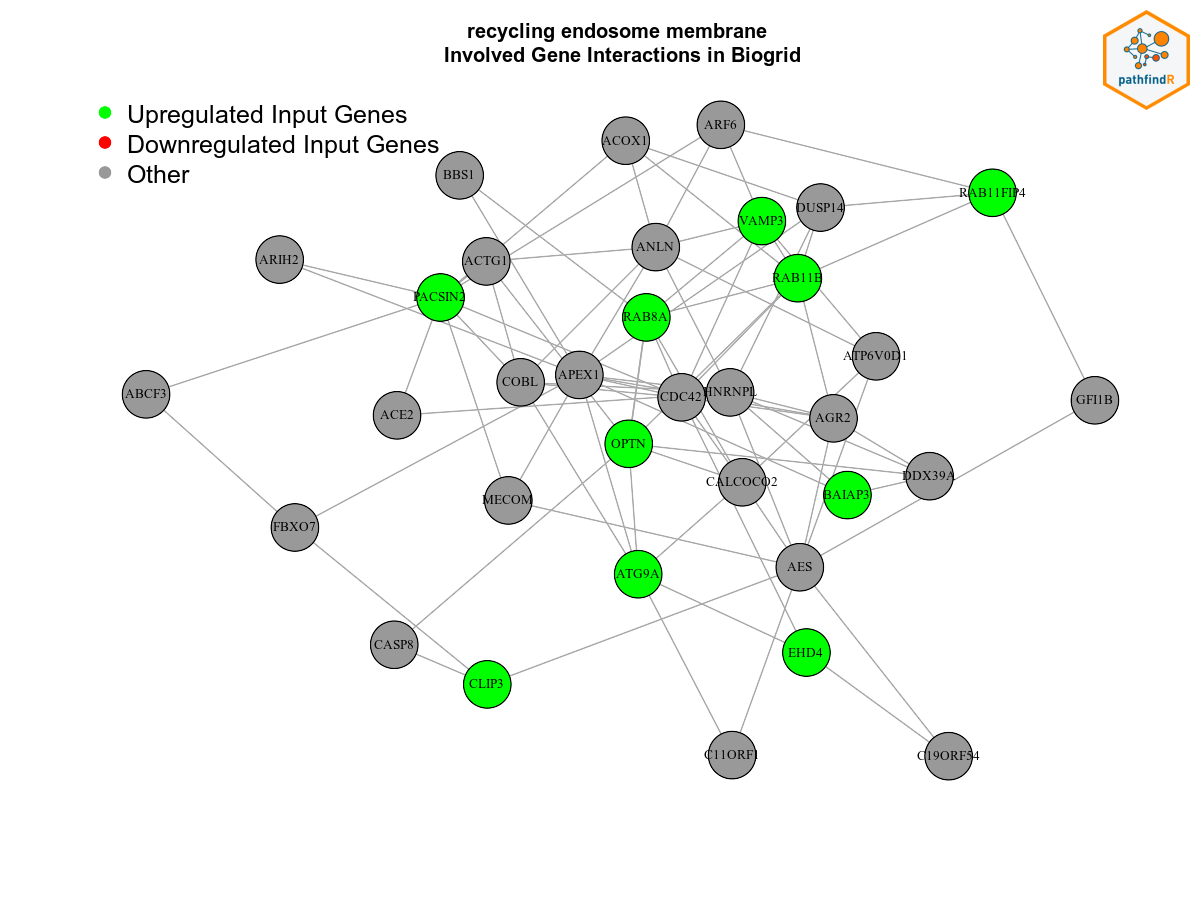 recycling endosome membrane
Involved Gene Interactions in Biogrid
pathfindR
Upregulated Input Genes
Downregulated Input Genes
Other
ARF6
ACOX1
BBS1
RAB11FIP4
DUSP14
VAMP3
ANLN
ARIH2
ACTG1
RAB11B
PACSIN2
RAB8A
ATP6V0D1
APEX1
COBL
HNRNPL
ABCF3
CDC42
GFI1B
ACE2
AGR2
OPTN
DDX39A
CALCOCO2
BAIAP3
MECOM
FBXO7
AES
ATG9A
CASP8
EHD4
CLIP3
C11ORF1
C19ORF54